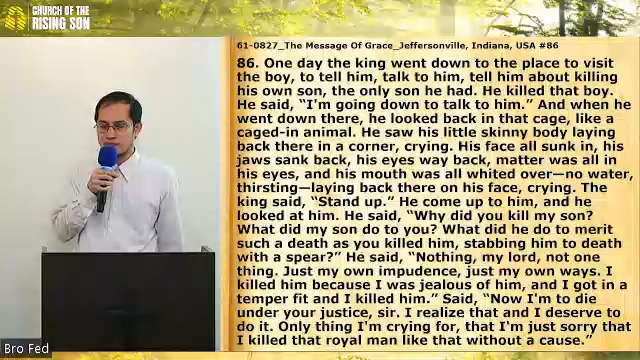 CHURCH OF THE
RISING SON
61-0827_The Message Of Grace_Jeffersonville, Indiana, USA #86
86. One day the king went down to the place to visit
the boy, to tell him, talk to him, tell him about killing
his own son, the only son he had. He killed that boy.
He said, “I'm going down to talk to him.” And when he
went down there, he looked back in that cage, like a
caged-in animal. He saw his little skinny body laying
back there in a corner, crying. His face all sunk in, his
jaws sank back, his eyes way back, matter was all in
his eyes, and his mouth was all whited over—no water,
thirsting—laying back there on his face, crying. The
king said, “Stand up.” He come up to him, and he
looked at him. He said, “Why did you kill my son?
What did my son do to you? What did he do to merit
such a death as you killed him, stabbing him to death
with a spear?” He said, “Nothing, my lord, not one
thing. Just my own impudence, just my own ways. I
killed him because I was jealous of him, and I got in a
temper fit and I killed him.” Said, “Now I'm to die
under your justice, sir. I realize that and I deserve to
do it. Only thing I'm crying for, that I'm just sorry that
I killed that royal man like that without a cause.”
Bro Fed